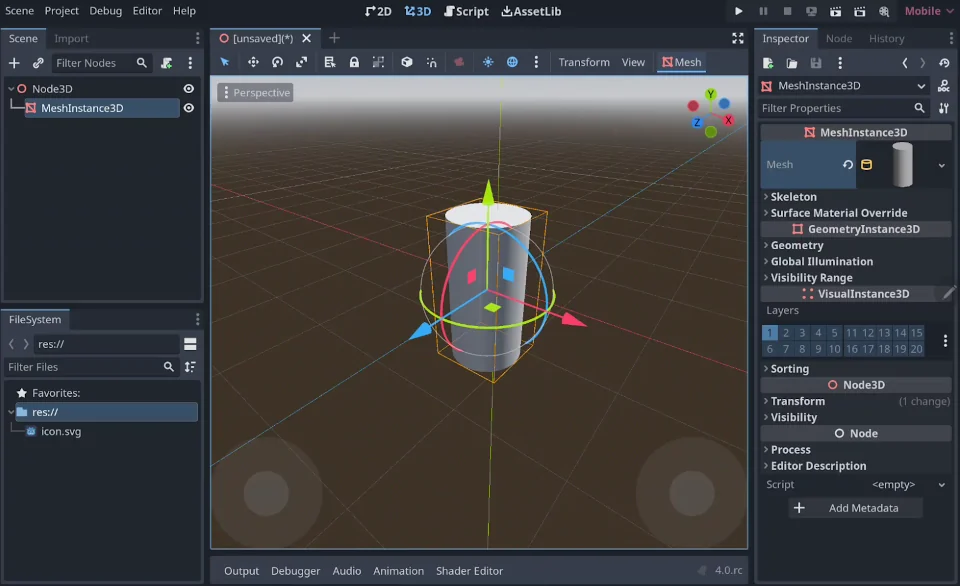 Scene Project Debug Editor Help 2D 3D Script AssetLib Mobile
Scene Import
Filter Nodes
Node3D
MeshInstance3D
FileSystem
res://
Filter Files
Favorites:
res://
icon.svg
[unsaved](*)
Transform View Mesh
Perspective
Y
Z
X
Output Debugger Audio Animation Shader Editor 4.0.rc
Inspector Node History
MeshInstance3D
Filter Properties
MeshInstance3D
Mesh
Skeleton
Surface Material Override
GeometryInstance3D
Geometry
Global Illumination
Visibility Range
VisualInstance3D
Layers
1 2 3 4 5 11 12 13 14 15
6 7 8 9 10 16 17 18 19 20
Sorting
Node3D
Transform (1 change)
Visibility
Node
Process
Editor Description
Script <empty>
Add Metadata